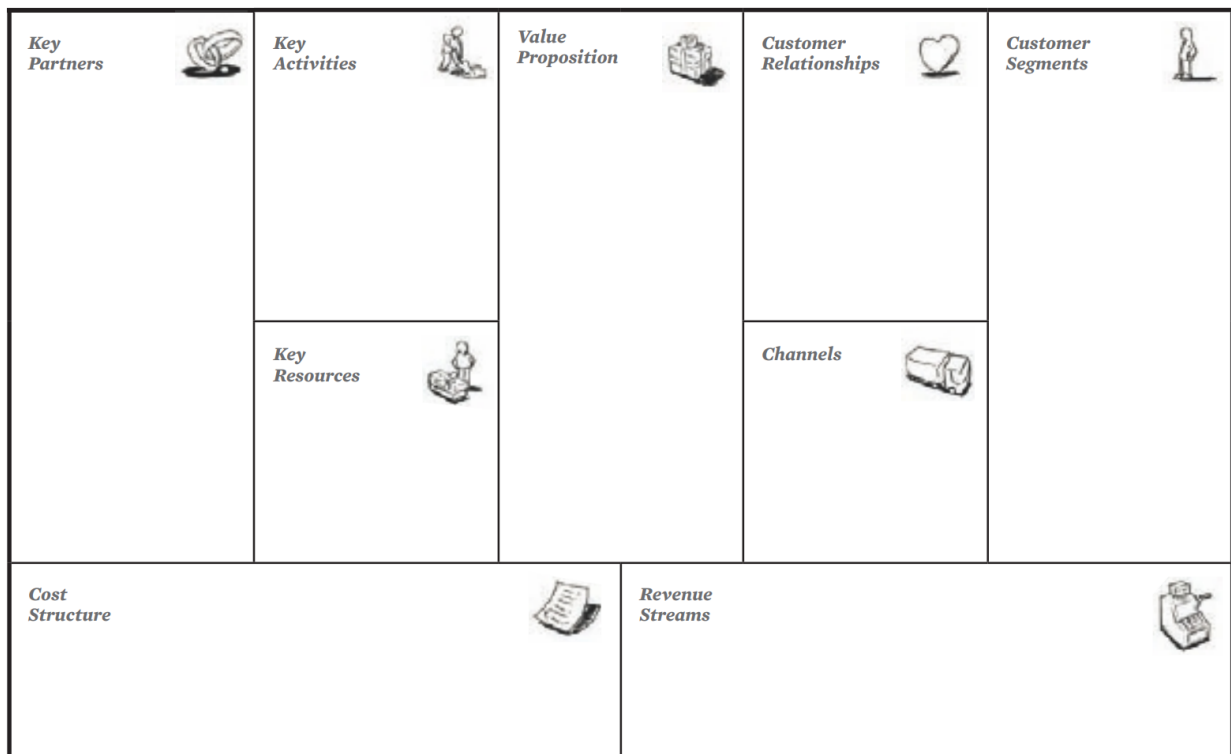 Key
Partners
Key
Activities
Value
Proposition
Customer
Relationships
Customer
Segments
Key
Resources
Channels
Cost
Structure
Revenue
Streams